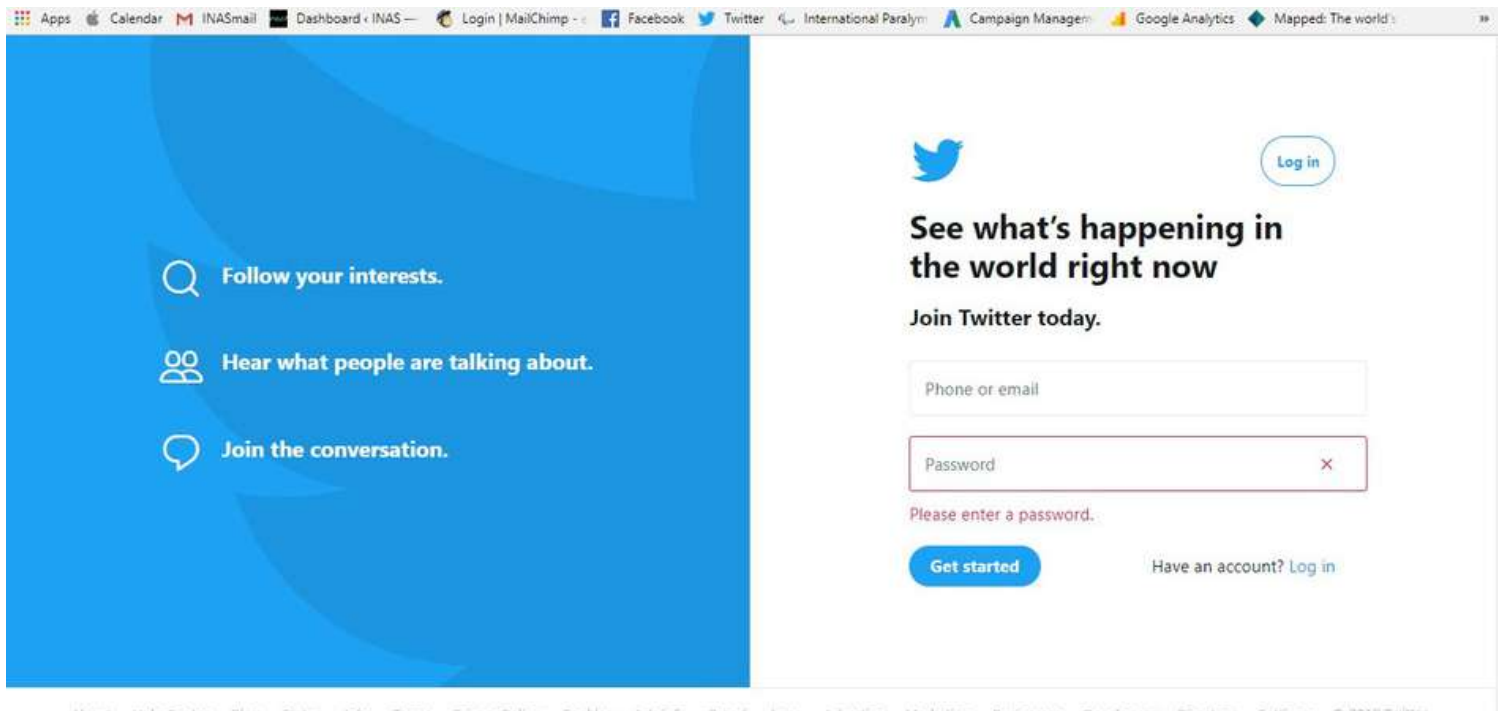 Apps Calendar INASmail Dashboard ‹ INAS — Login | MailChimp - Facebook Twitter International Paralym Campaign Managem Google Analytics Mapped: The world's »
Follow your interests.
Hear what people are talking about.
Join the conversation.
Log in
See what's happening in
the world right now
Join Twitter today.
Phone or email
Password ×
Please enter a password.
Get started Have an account? Log in